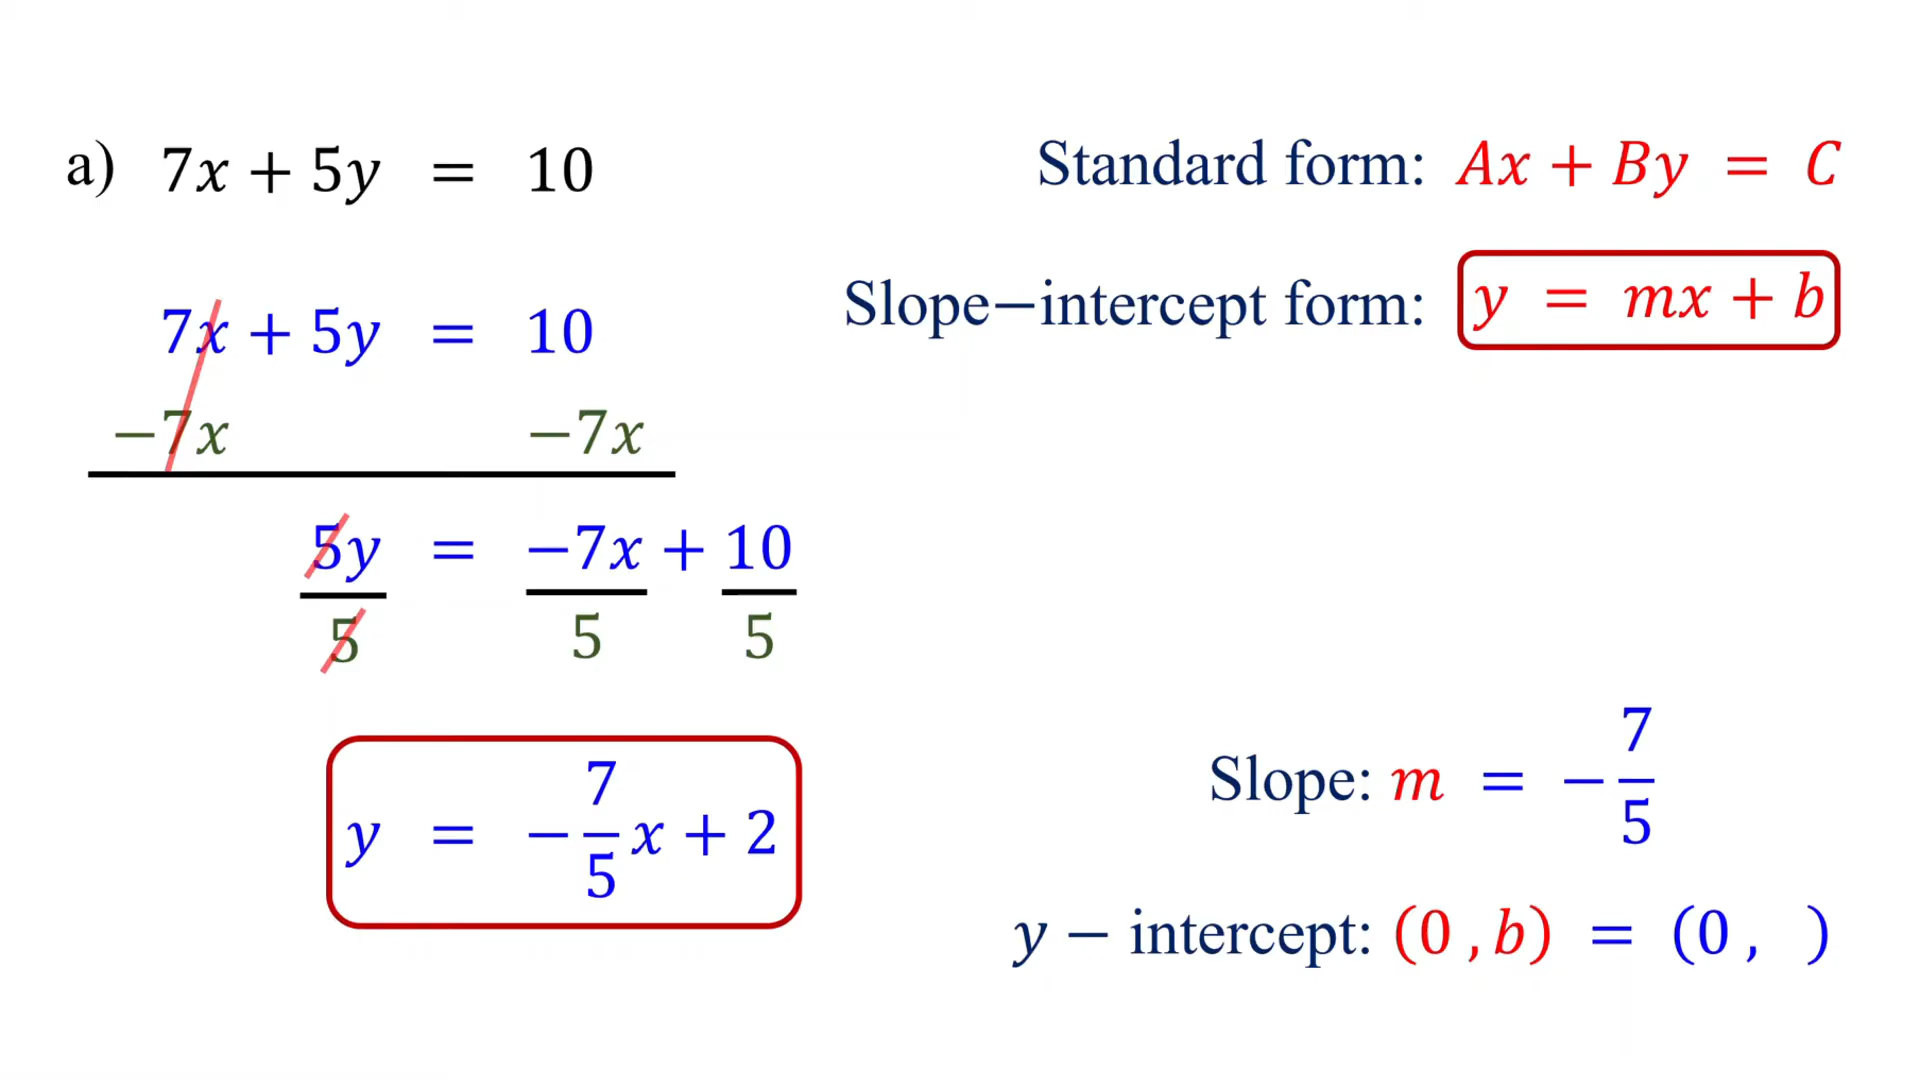 a) 7x + 5y = 10
7x + 5y = 10
−7x −7x
5y = −7x + 10
5 5 5
y = −7/5x + 2
Standard form: Ax + By = C
Slope−intercept form: y = mx + b
Slope: m = −7/5
y − intercept: (0 , b) = (0 , )